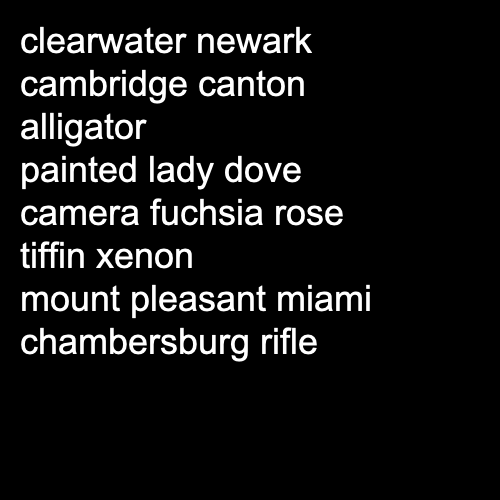 clearwater newark
cambridge canton
alligator
painted lady dove
camera fuchsia rose
tiffin xenon
mount pleasant miami
chambersburg rifle